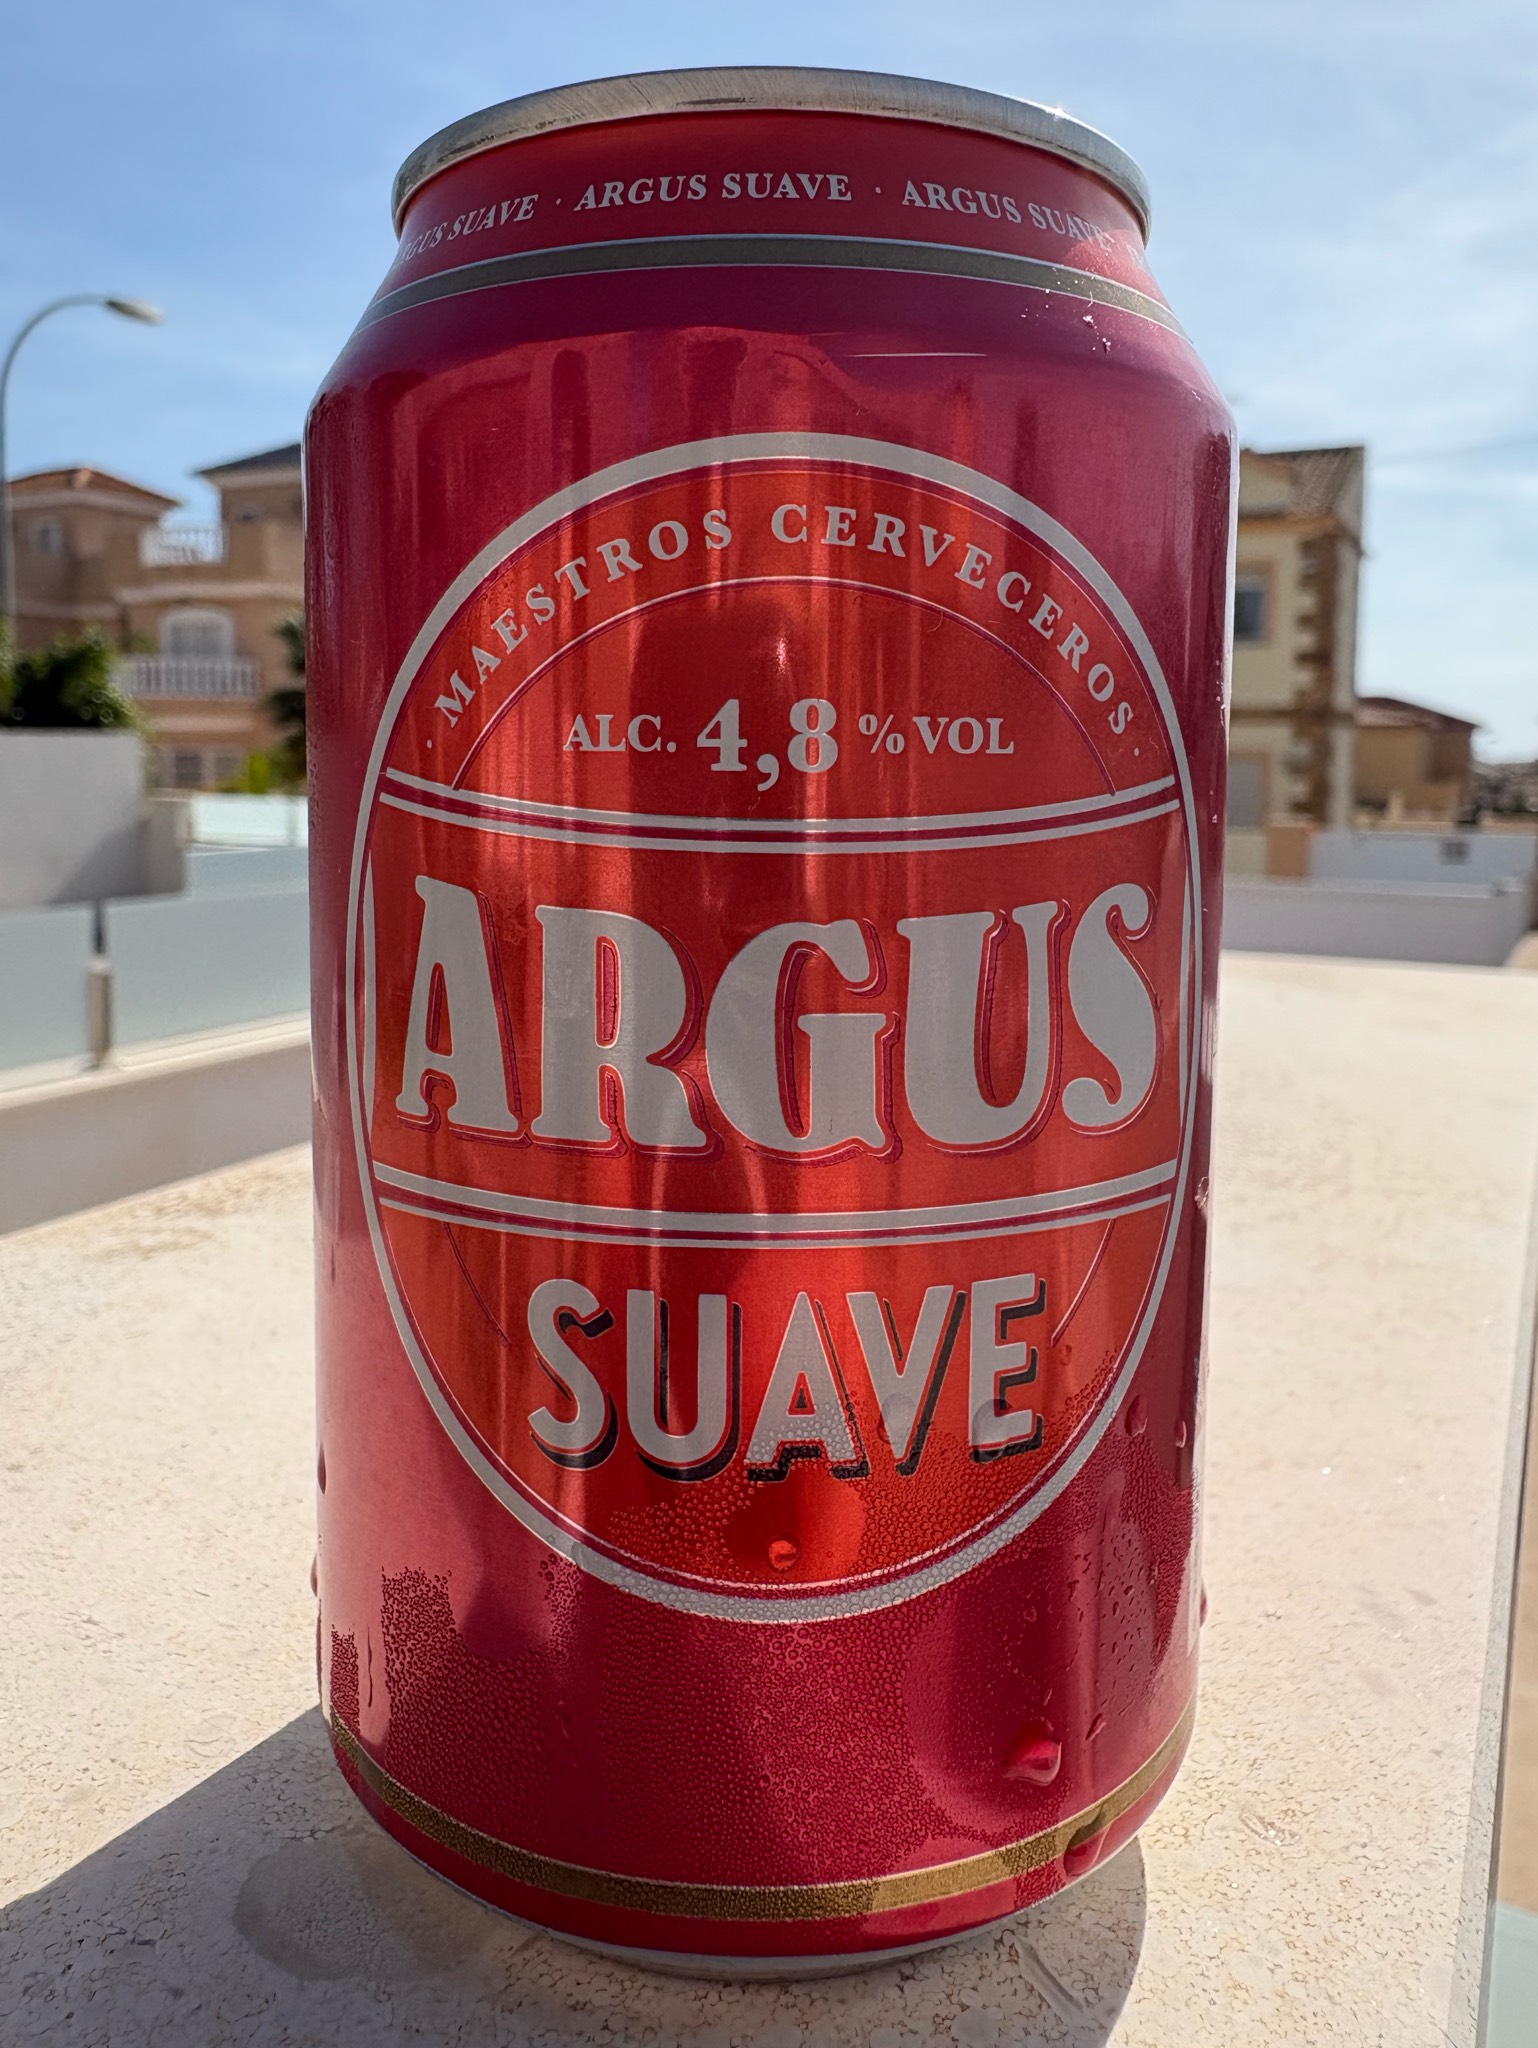 ARGUS SUAVE · ARGUS SUAVE · ARGUS SUAVE ·
· MAESTROS CERVECEROS ·
ALC. 4,8 % VOL
ARGUS
SUAVE